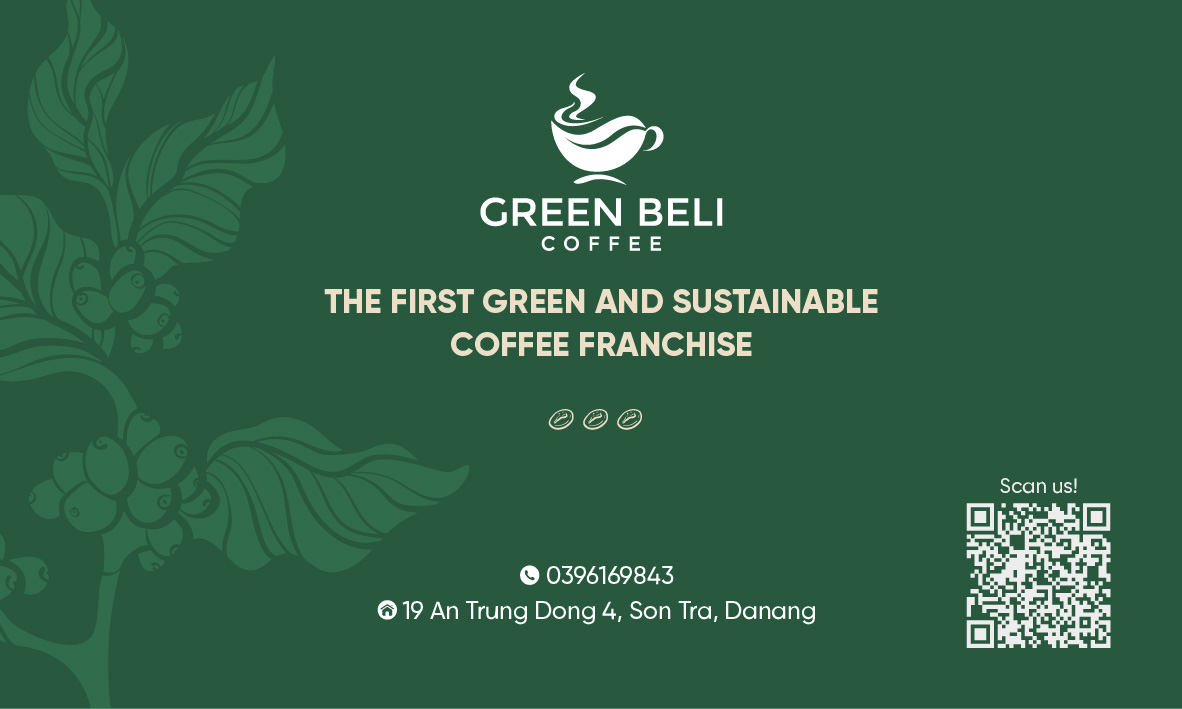 GREEN BELI
COFFEE
THE FIRST GREEN AND SUSTAINABLE
COFFEE FRANCHISE
Scan us!
0396169843
19 An Trung Dong 4, Son Tra, Danang